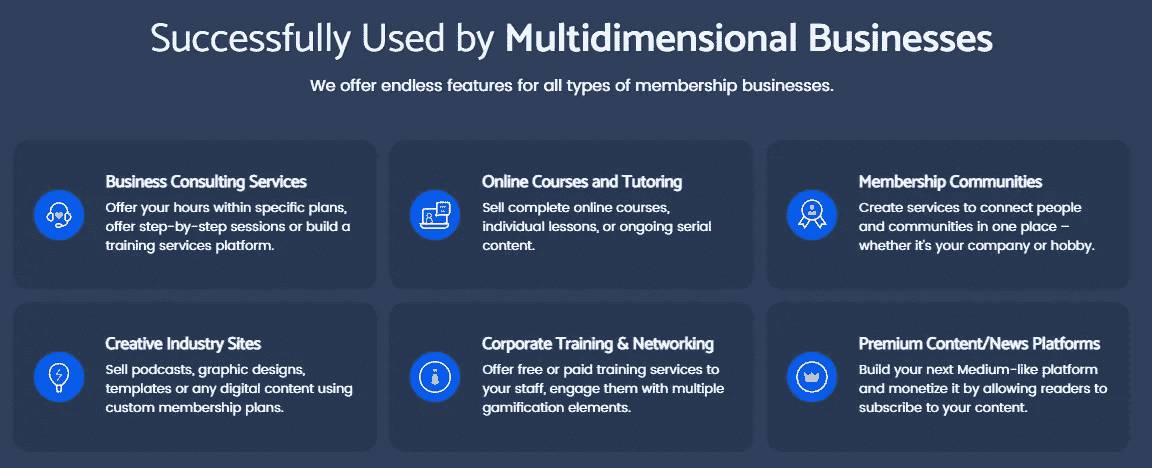 Successfully Used by Multidimensional Businesses
We offer endless features for all types of membership businesses.
Business Consulting Services
Offer your hours within specific plans,
offer step-by-step sessions or build a
training services platform.
Online Courses and Tutoring
Sell complete online courses,
individual lessons, or ongoing serial
content.
Membership Communities
Create services to connect people
and communities in one place –
whether it's your company or hobby.
Creative Industry Sites
Sell podcasts, graphic designs,
templates or any digital content using
custom membership plans.
Corporate Training & Networking
Offer free or paid training services to
your staff, engage them with multiple
gamification elements.
Premium Content/News Platforms
Build your next Medium-like platform
and monetize it by allowing readers to
subscribe to your content.